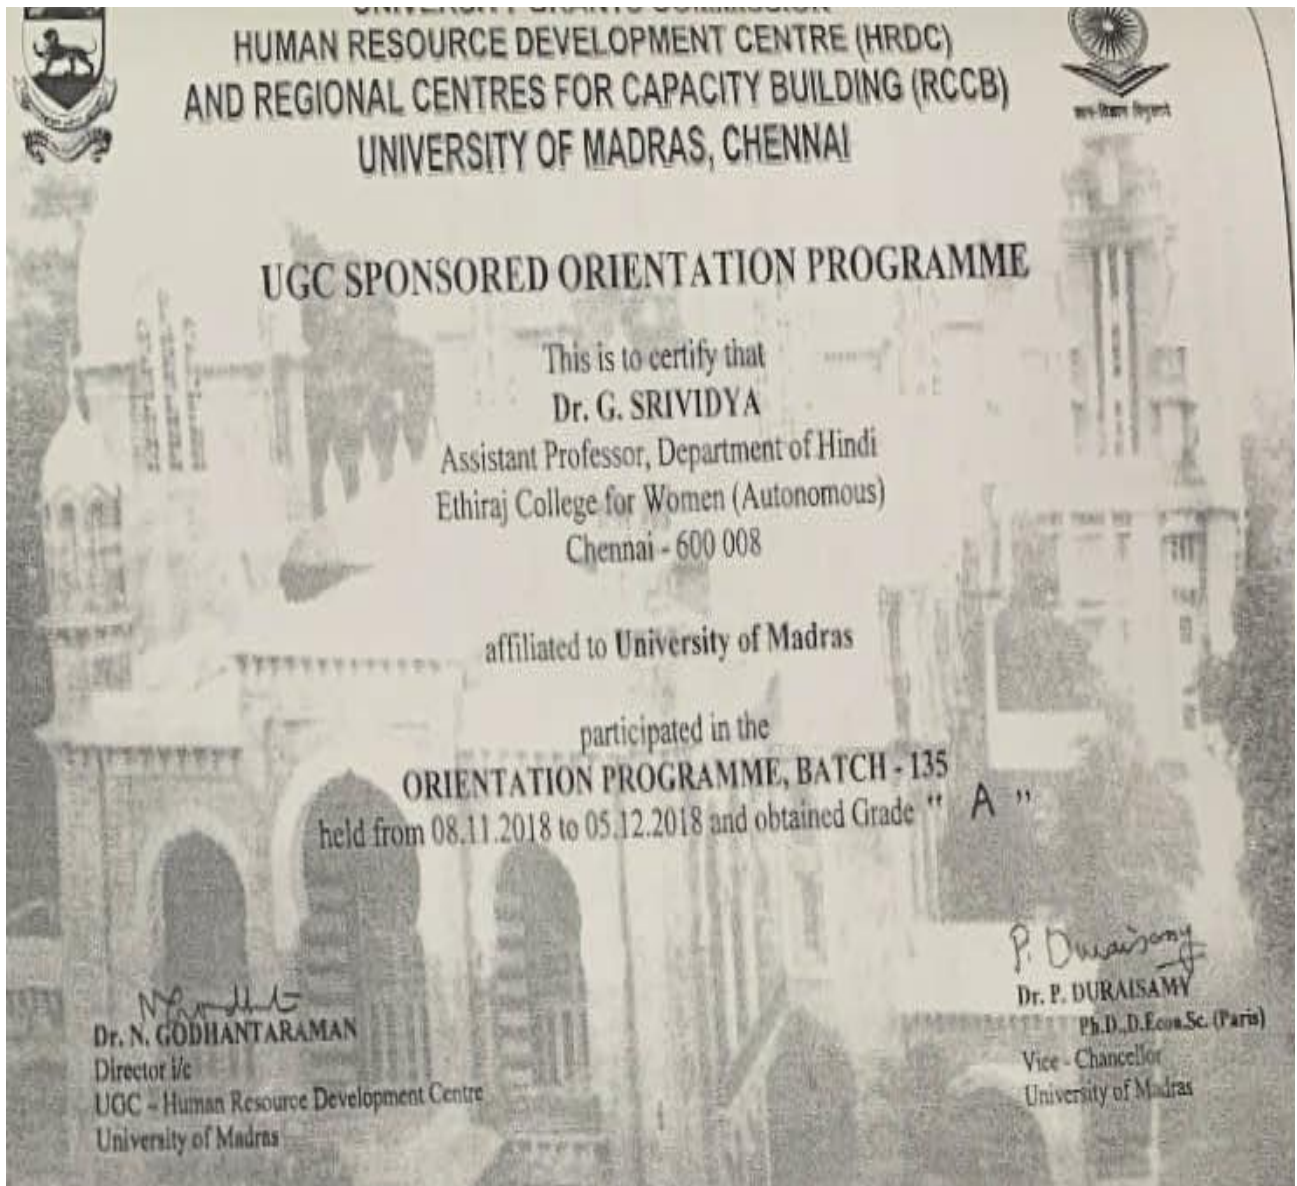 UNIVERSITY GRANTS COMMISSION
HUMAN RESOURCE DEVELOPMENT CENTRE (HRDC)
AND REGIONAL CENTRES FOR CAPACITY BUILDING (RCCB)
UNIVERSITY OF MADRAS, CHENNAI
ज्ञान-विज्ञान विमुक्तये
UGC SPONSORED ORIENTATION PROGRAMME
This is to certify that
Dr. G. SRIVIDYA
Assistant Professor, Department of Hindi
Ethiraj College for Women (Autonomous)
Chennai - 600 008
affiliated to University of Madras
participated in the
ORIENTATION PROGRAMME, BATCH - 135
held from 08.11.2018 to 05.12.2018 and obtained Grade " A "
P. Duraisamy
Dr. N. GODHANTARAMAN
Director i/c
UGC - Human Resource Development Centre
University of Madras
Dr. P. DURAISAMY
Ph.D.,D.Econ.Sc. (Paris)
Vice - Chancellor
University of Madras